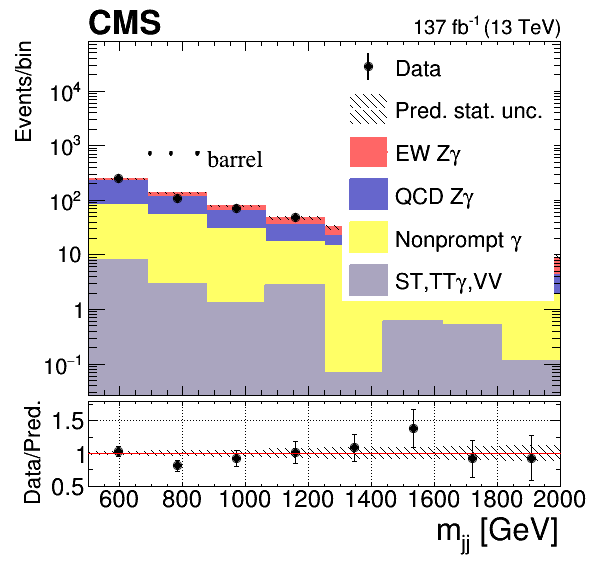 CMS 137 fb⁻¹ (13 TeV)
Events/bin
10⁴
10³
10²
10
1
10⁻¹
Data
Pred. stat. unc.
EW Zγ
QCD Zγ
Nonprompt γ
ST,TTγ,VV
barrel
Data/Pred.
1.5
1
0.5
600 800 1000 1200 1400 1600 1800 2000
m_jj [GeV]